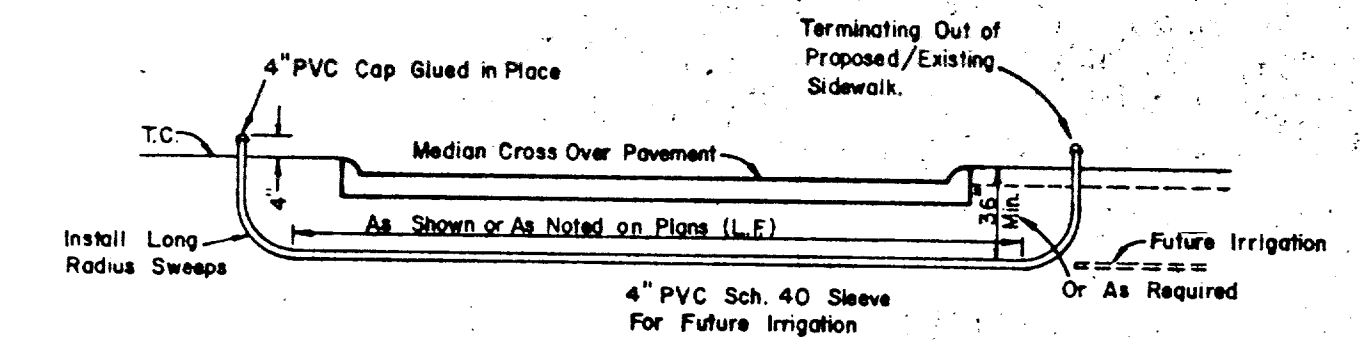 Terminating Out of
Proposed/Existing
Sidewalk.
4" PVC Cap Glued in Place
T.C.
Median Cross Over Pavement
4"
36"
Min.
As Shown or As Noted on Plans (L.F.)
Install Long
Radius Sweeps
Future Irrigation
Or As Required
4" PVC Sch. 40 Sleeve
For Future Irrigation